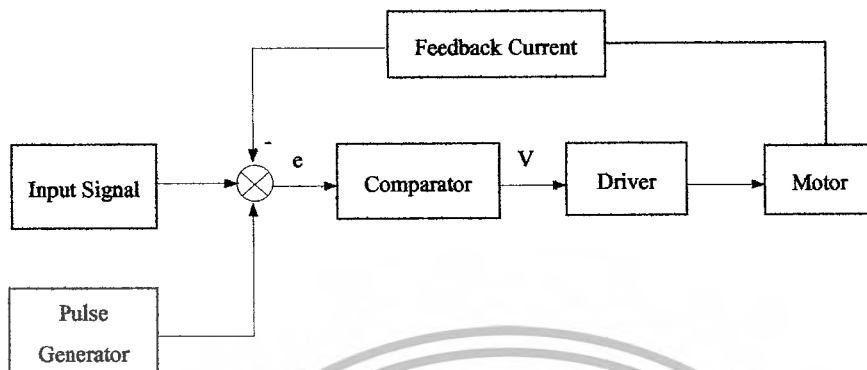 Feedback Current
-
e
V
Input Signal
Comparator
Driver
Motor
Pulse
Generator